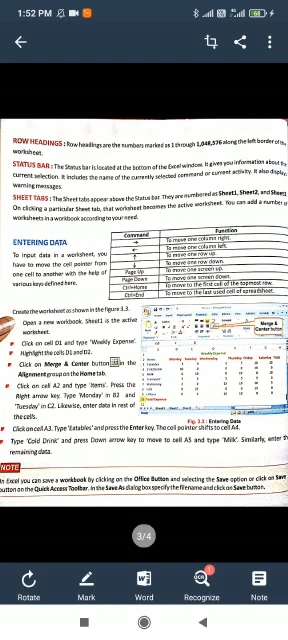 1:52 PM
68
ROW HEADINGS : Row headings are the numbers marked as 1 through 1,048,576 along the left border of the
worksheet.
STATUS BAR : The Status bar is located at the bottom of the Excel window. It gives you information about the
current selection. It includes the name of the currently selected command or current activity. It also display
warning messages.
SHEET TABS : The Sheet tabs appear above the Status bar. They are numbered as Sheet1, Sheet2, and Sheet
On clicking a particular Sheet tab, that worksheet becomes the active worksheet. You can add a number of
worksheets in a workbook according to your need.
ENTERING DATA
To input data in a worksheet, you
have to move the cell pointer from
one cell to another with the help of
various keys defined here.
Command Function
→ To move one column right.
← To move one column left.
↑ To move one row up.
↓ To move one row down.
Page Up To move one screen up.
Page Down To move one screen down.
Ctrl+Home To move to the first cell of the topmost row.
Ctrl+End To move to the last used cell of spreadsheet.
Create the worksheet as shown in the figure 3.3.
Open a new workbook. Sheet1 is the active
worksheet.
Click on cell D1 and type 'Weekly Expense'.
Highlight the cells D1 and D2.
Click on Merge & Center button in the
Alignment group on the Home tab.
Click on cell A2 and type 'Items'. Press the
Right arrow key. Type 'Monday' in B2 and
'Tuesday' in C2. Likewise, enter data in rest of
the cells.
Merge &
Center button
Weekly Expense
Monday Tuesday Wednesday Thursday Friday Saturday Total
Total Expense
Fig. 3.3 : Entering Data
Click on cell A3. Type 'Eatables' and press the Enter key. The cell pointer shifts to cell A4.
Type 'Cold Drink' and press Down arrow key to move to cell A5 and type 'Milk'. Similarly, enter th
remaining data.
NOTE
In Excel you can save a workbook by clicking on the Office Button and selecting the Save option or click on Save
button on the Quick Access Toolbar. In the Save As dialog box specify the filename and click on Save button.
3/4
1
OCR
Rotate Mark Word Recognize Note